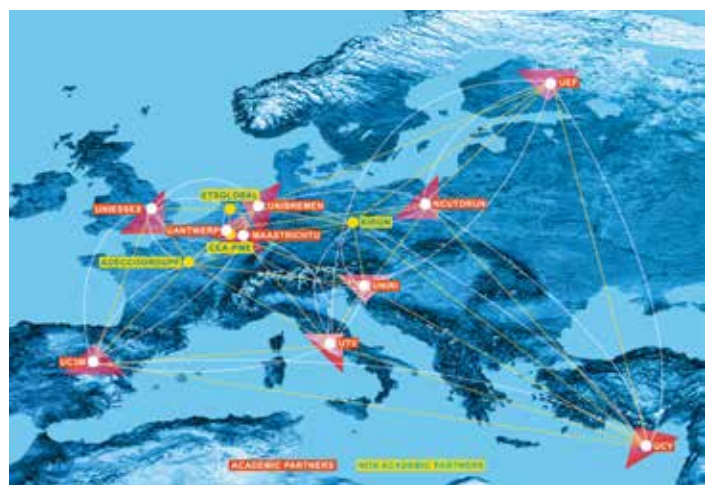 UEF
ETSGLOBAL
UNIESSEX
UNIBREMEN
NCUTORUN
UANTWERP
MAASTRICHTU
KIRON
CEA-PME
ADECCOGROUPE
UNIRI
UTV
UC3M
UCY
ACADEMIC PARTNERS
NON ACADEMIC PARTNERS